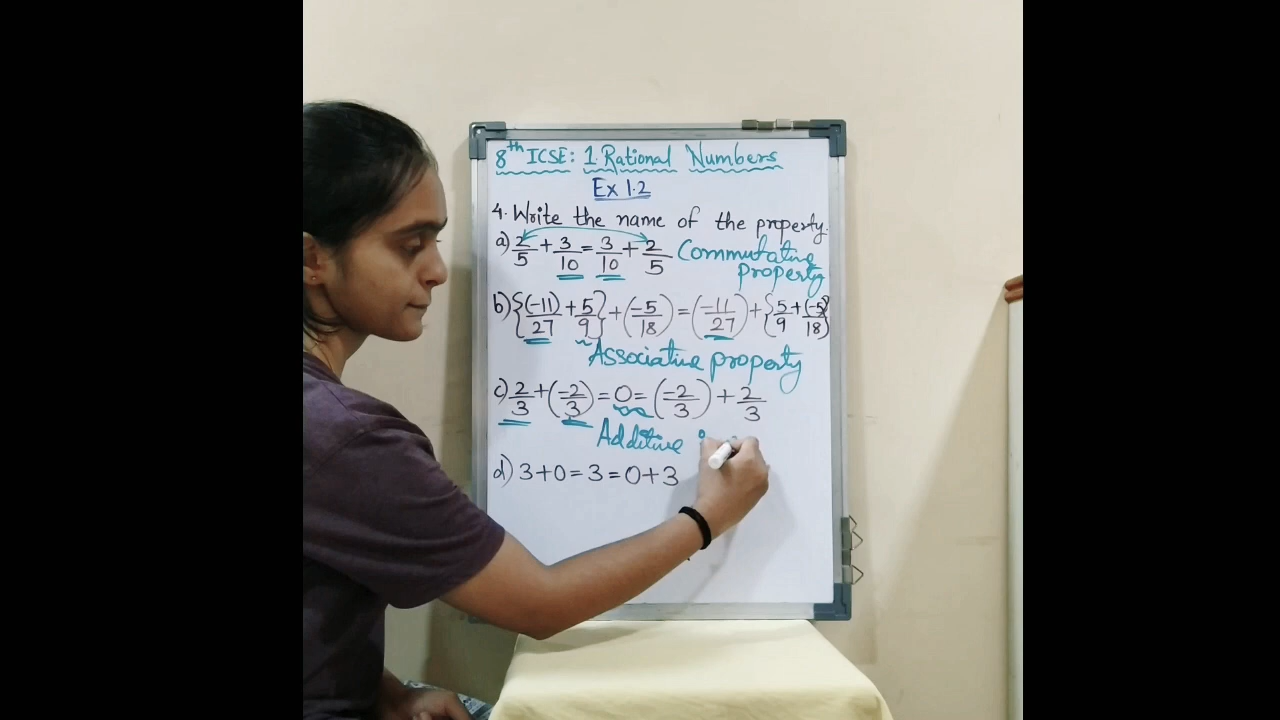 8th ICSE: 1. Rational Numbers
Ex 1.2
4. Write the name of the property.
a) 2/5 + 3/10 = 3/10 + 2/5 Commutative
property
b) {(-11)/27 + 5/9} + (-5/18) = (-11/27) + {5/9 + (-5)/18}
Associative property
c) 2/3 + (-2/3) = 0 = (-2/3) + 2/3
Additive
d) 3+0 = 3 = 0+3